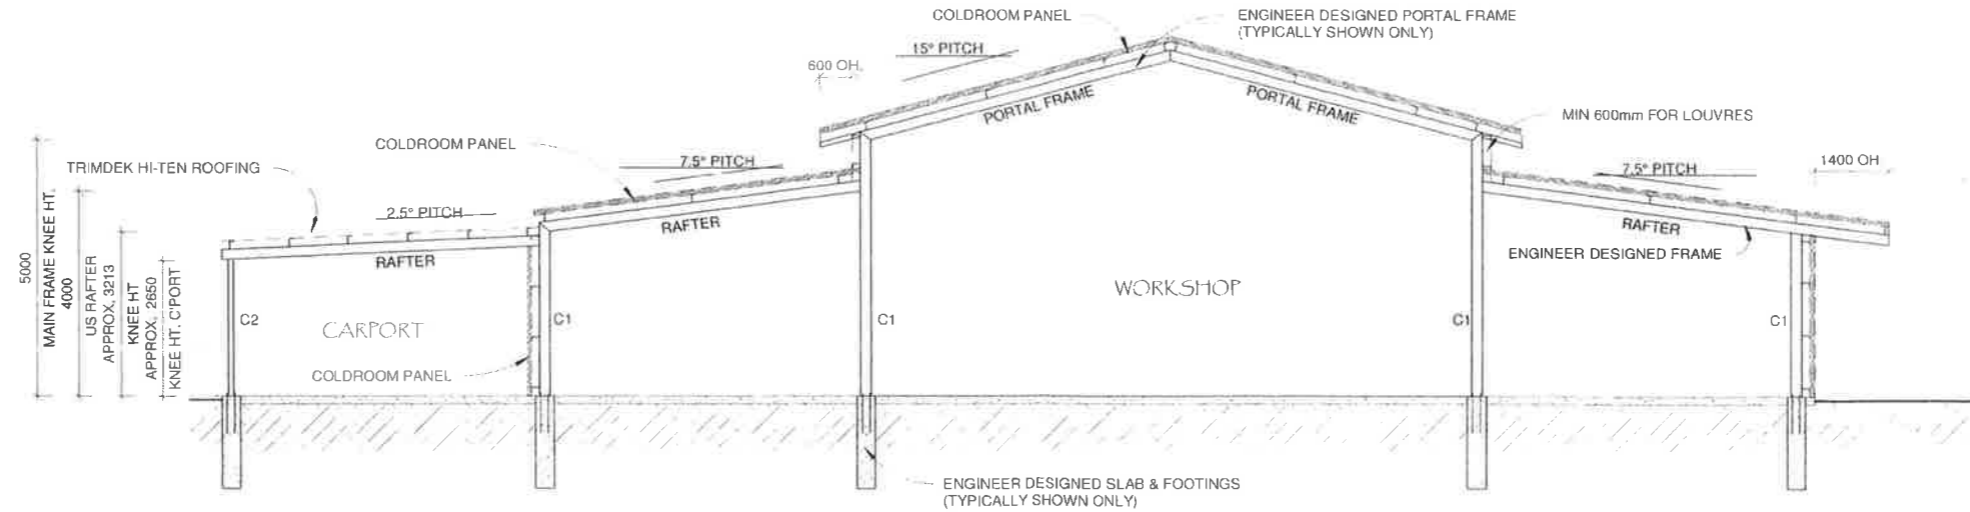 COLDROOM PANEL
ENGINEER DESIGNED PORTAL FRAME
(TYPICALLY SHOWN ONLY)
15° PITCH
600 OH.
PORTAL FRAME
PORTAL FRAME
MIN 600mm FOR LOUVRES
COLDROOM PANEL
TRIMDEK HI-TEN ROOFING
7.5° PITCH
7.5° PITCH
1400 OH
2.5° PITCH
RAFTER
RAFTER
RAFTER
ENGINEER DESIGNED FRAME
5000
MAIN FRAME KNEE HT.
4000
US RAFTER
APPROX, 3213
KNEE HT
APPROX, 2650
KNEE HT. C'PORT
WORKSHOP
C2
CARPORT
C1
C1
C1
C1
COLDROOM PANEL
ENGINEER DESIGNED SLAB & FOOTINGS
(TYPICALLY SHOWN ONLY)